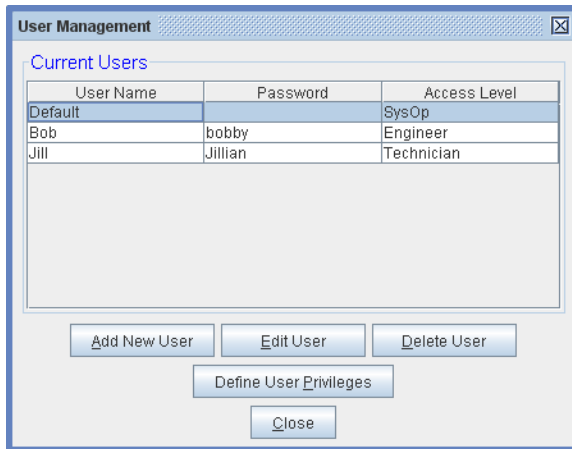 User Management
Current Users
User Name Password Access Level
Default SysOp
Bob bobby Engineer
Jill Jillian Technician
Add New User Edit User Delete User
Define User Privileges
Close